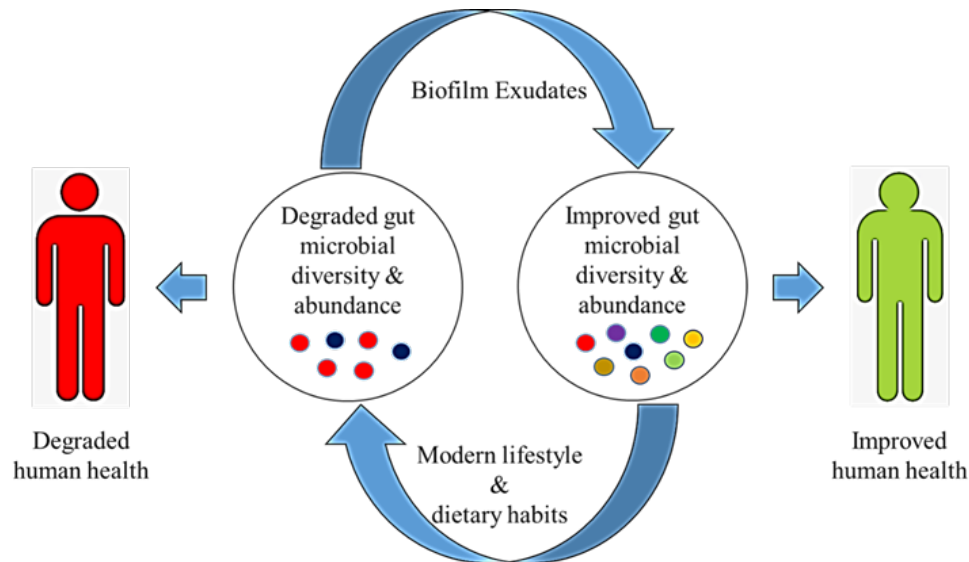 Biofilm Exudates
Degraded gut
microbial
diversity &
abundance
Improved gut
microbial
diversity &
abundance
Degraded
human health
Modern lifestyle
&
dietary habits
Improved
human health